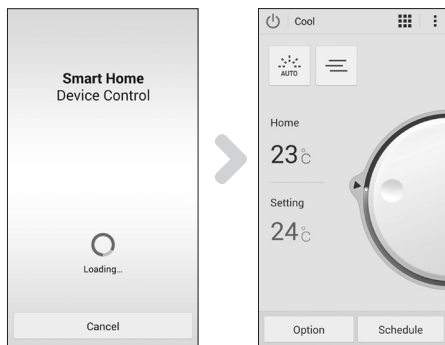 Smart Home
Device Control
Loading...
Cancel
Cool
AUTO
Home
23℃
Setting
24℃
Option
Schedule